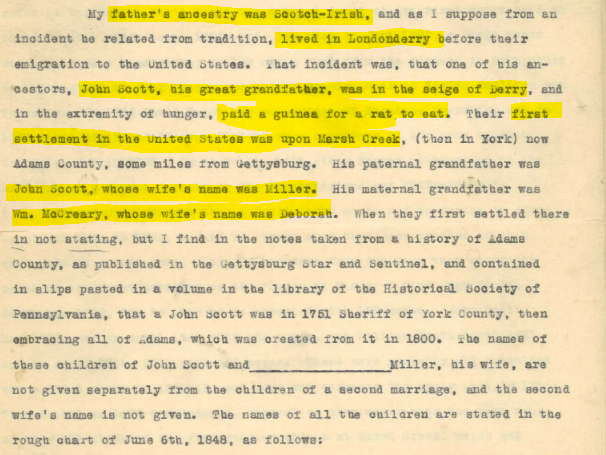 My father's ancestry was Scotch-Irish, and as I suppose from an
incident he related from tradition, lived in Londonderry before their
emigration to the United States. That incident was, that one of his an-
cestors, John Scott, his great grandfather, was in the seige of Derry, and
in the extremity of hunger, paid a guinea for a rat to eat. Their first
settlement in the United States was upon Marsh Creek, (then in York) now
Adams County, some miles from Gettysburg. His paternal grandfather was
John Scott, whose wife's name was Miller. His maternal grandfather was
Wm. McCreary, whose wife's name was Deborah. When they first settled there
in not stating, but I find in the notes taken from a history of Adams
County, as published in the Gettysburg Star and Sentinel, and contained
in slips pasted in a volume in the library of the Historical Society of
Pennsylvania, that a John Scott was in 1751 Sheriff of York County, then
embracing all of Adams, which was created from it in 1800. The names of
these children of John Scott and______________Miller, his wife, are
not given separately from the children of a second marriage, and the second
wife's name is not given. The names of all the children are stated in the
rough chart of June 6th, 1848, as follows: